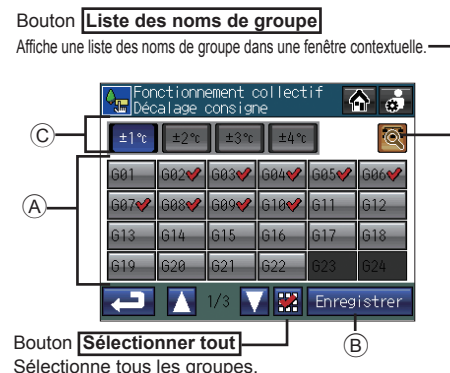 Bouton Liste des noms de groupe
Affiche une liste des noms de groupe dans une fenêtre contextuelle.
Fonctionnement collectif
Décalage consigne
C
±1℃ ±2℃ ±3℃ ±4℃
A
G01 G02 G03 G04 G05 G06
G07 G08 G09 G10 G11 G12
G13 G14 G15 G16 G17 G18
G19 G20 G21 G22 G23 G24
1/3 Enregistrer
Bouton Sélectionner tout
B
Sélectionne tous les groupes.